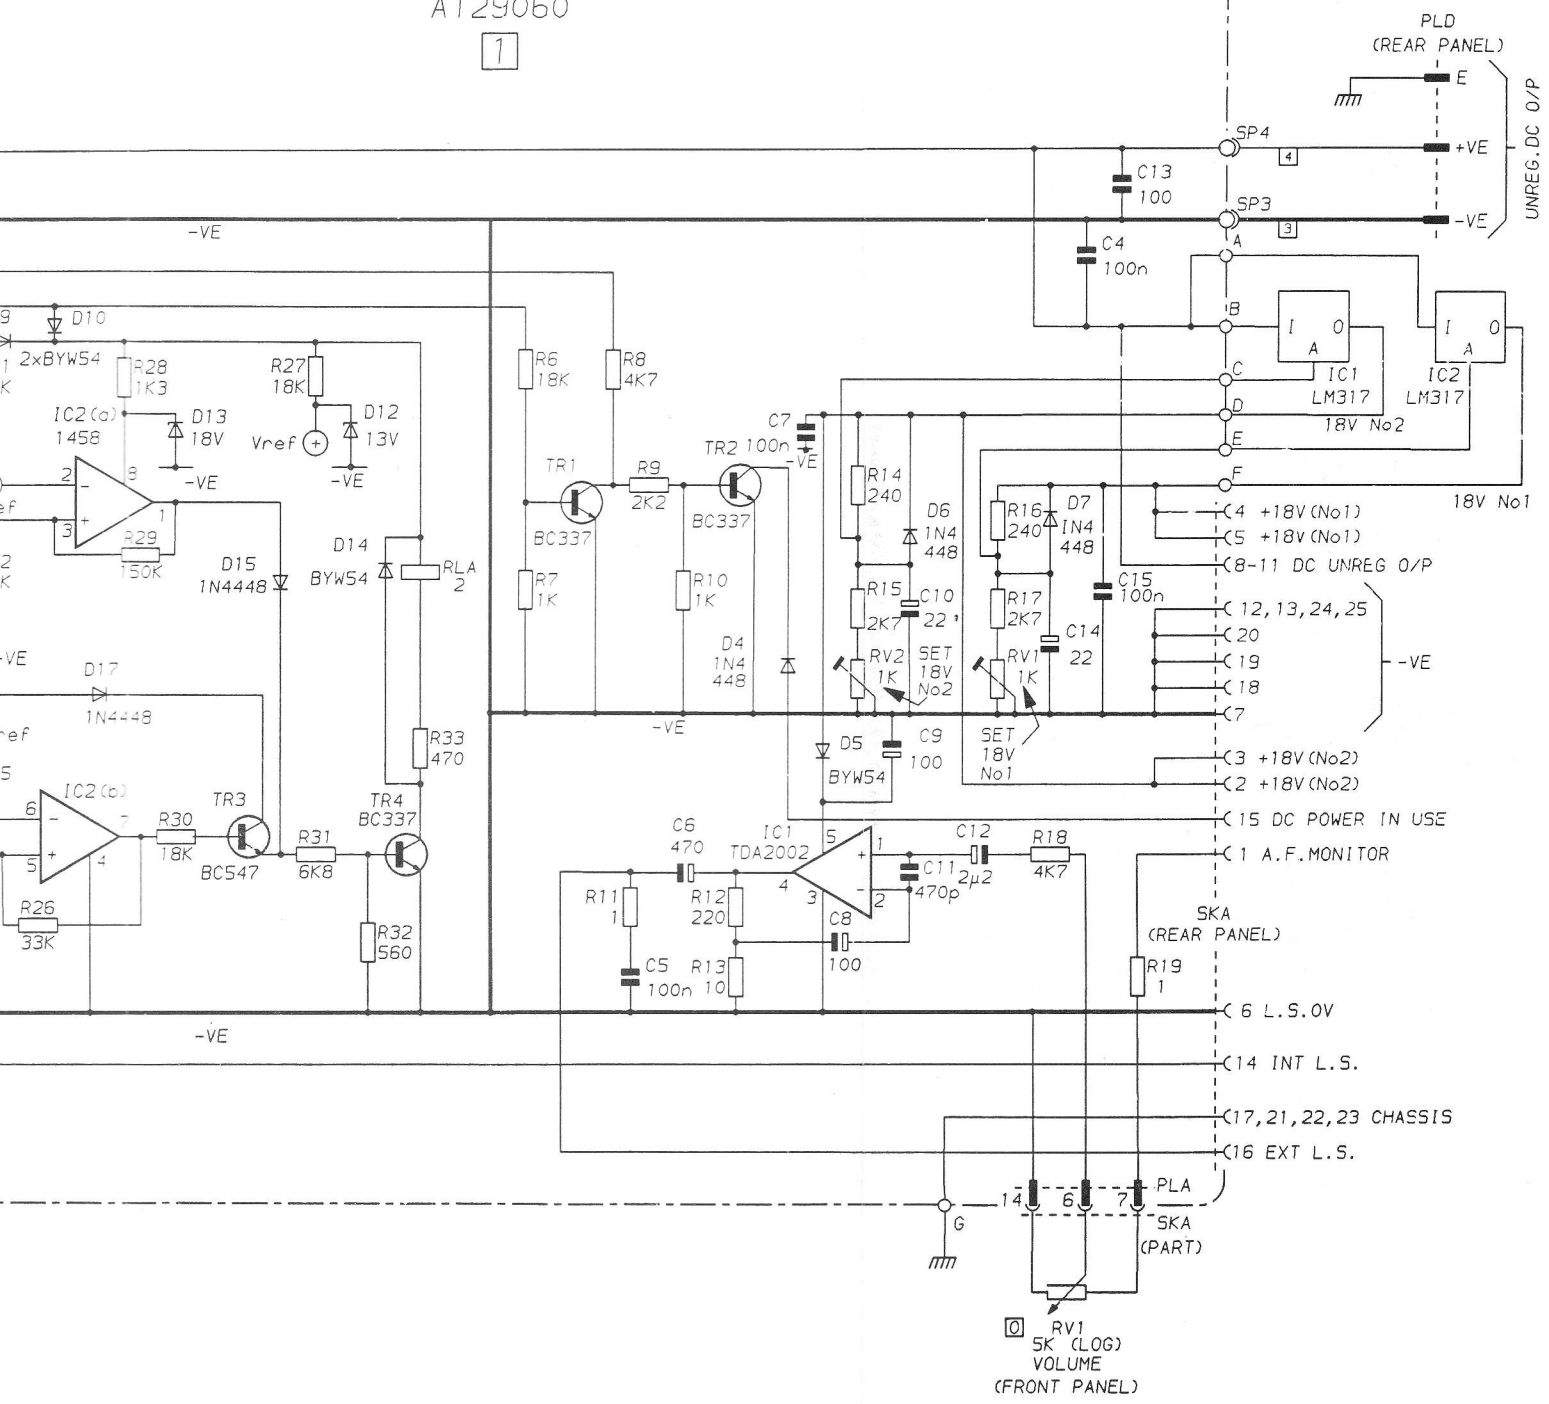 AT29060
1
PLD
(REAR PANEL)
E
+VE
-VE
UNREG.DC O/P
SP4
4
C13
100
SP3
3
-VE
A
C4
100n
B
I O
A
IC1
LM317
I O
A
IC2
LM317
C
D
18V No2
E
F
18V No1
9
D10
2xBYW54
K
R28
1K3
R27
18K
IC2(a)
1458
D13
18V
-VE
D12
13V
Vref +
-VE
2
-
8
+
3
1
ef
R29
150K
2
K
D15
1N4448
D14
BYW54
RLA
2
R6
18K
R8
4K7
TR1
BC337
R9
2K2
TR2
BC337
R7
1K
R10
1K
C7
100n
-VE
R14
240
D6
1N4
448
R16
240
D7
1N4
448
C15
100n
R15
2K7
C10
22
R17
2K7
C14
22
D4
1N4
448
RV2
1K
SET
18V
No2
RV1
1K
SET
18V
No1
4 +18V(No1)
5 +18V(No1)
8-11 DC UNREG O/P
12,13,24,25
20
19
18
7
-VE
-VE
3 +18V(No2)
2 +18V(No2)
15 DC POWER IN USE
1 A.F.MONITOR
-VE
D17
1N4448
ref
5
IC2(b)
6
-
7
+
5
4
R30
18K
TR3
BC547
R31
6K8
TR4
BC337
R33
470
R26
33K
R32
560
D5
BYW54
C9
100
C6
470
IC1
TDA2002
5
+
1
4
-
3
2
C11
470p
C12
2µ2
R18
4K7
R11
1
R12
220
C8
100
C5
100n
R13
10
SKA
(REAR PANEL)
R19
1
-VE
6 L.S.0V
14 INT L.S.
17,21,22,23 CHASSIS
16 EXT L.S.
G
14
6
7
PLA
SKA
(PART)
0
RV1
5K (LOG)
VOLUME
(FRONT PANEL)